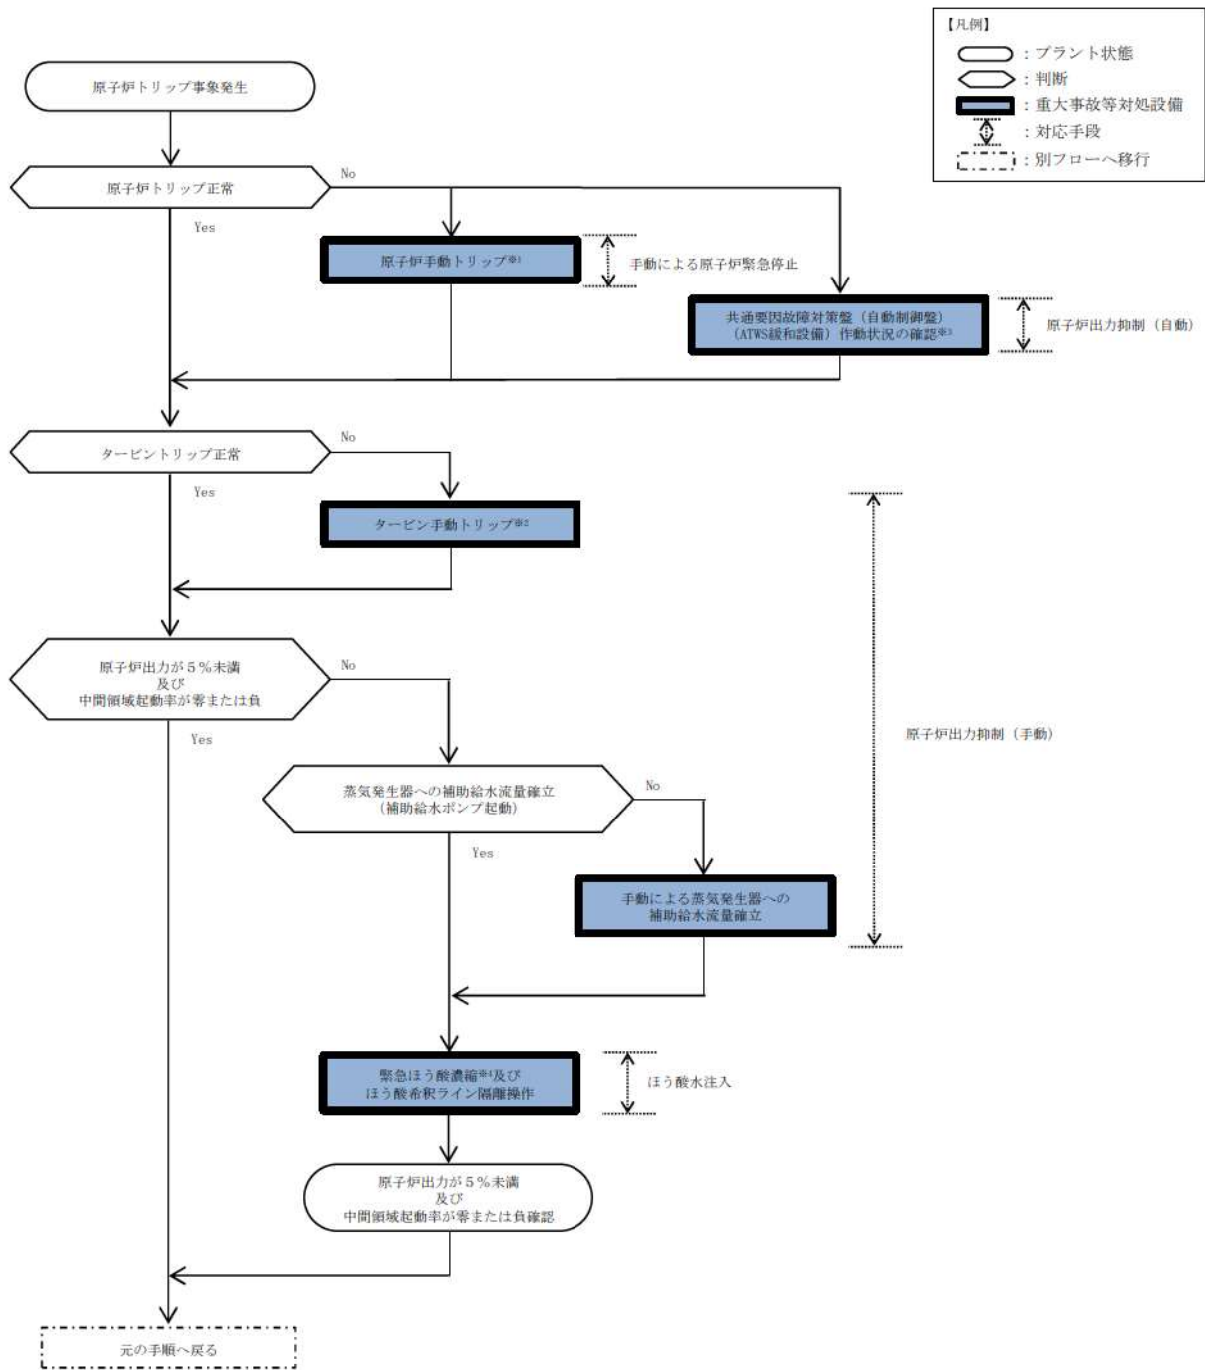 【凡例】
：プラント状態
：判断
：重大事故等対処設備
：対応手段
：別フローへ移行
原子炉トリップ事象発生
原子炉トリップ正常
No
Yes
原子炉手動トリップ※1
手動による原子炉緊急停止
共通要因故障対策盤（自動制御盤）
（ATWS緩和設備）作動状況の確認※3
原子炉出力抑制（自動）
タービントリップ正常
No
Yes
タービン手動トリップ※2
原子炉出力が５％未満
及び
中間領域起動率が零または負
No
Yes
原子炉出力抑制（手動）
蒸気発生器への補助給水流量確立
（補助給水ポンプ起動）
No
Yes
手動による蒸気発生器への
補助給水流量確立
緊急ほう酸濃縮※4及び
ほう酸希釈ライン隔離操作
ほう酸水注入
原子炉出力が５％未満
及び
中間領域起動率が零または負確認
元の手順へ戻る